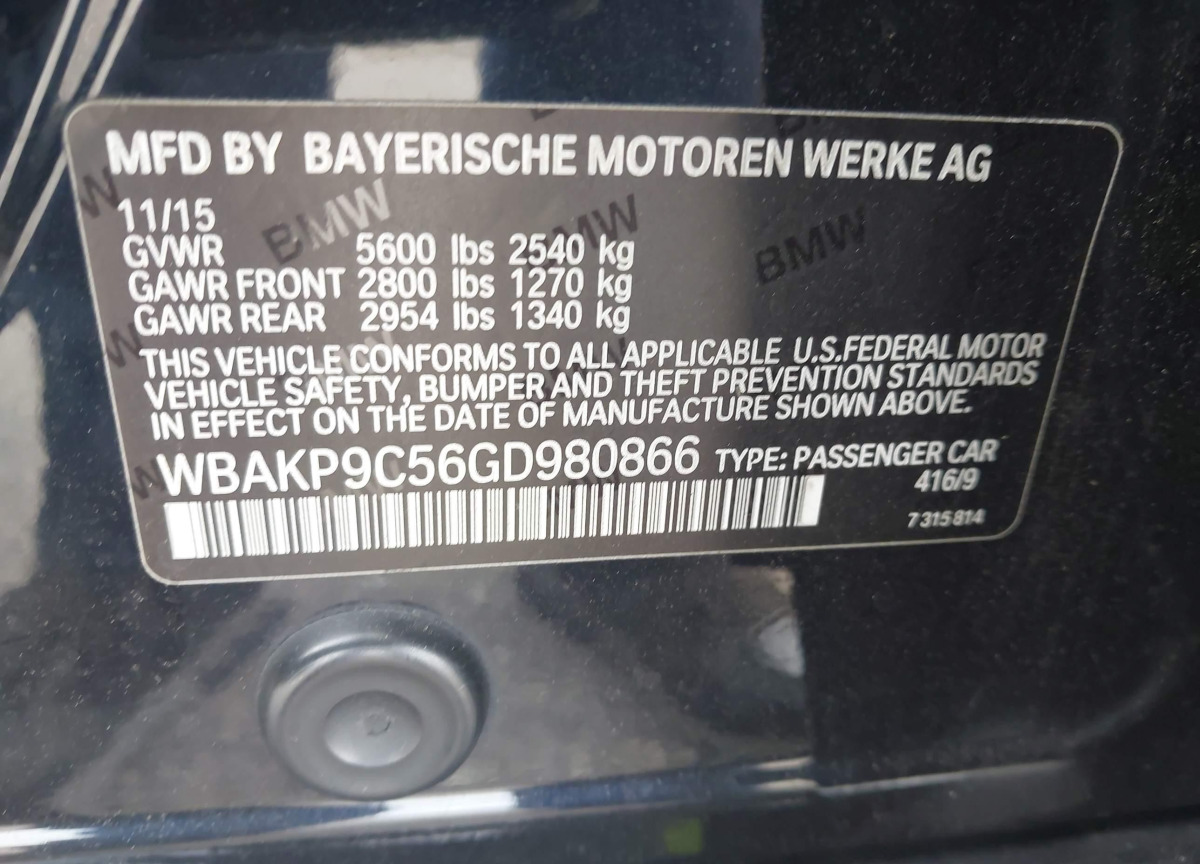 MFD BY BAYERISCHE MOTOREN WERKE AG
11/15
GVWR 5600 lbs 2540 kg
GAWR FRONT 2800 lbs 1270 kg
GAWR REAR 2954 lbs 1340 kg
THIS VEHICLE CONFORMS TO ALL APPLICABLE U.S.FEDERAL MOTOR
VEHICLE SAFETY, BUMPER AND THEFT PREVENTION STANDARDS
IN EFFECT ON THE DATE OF MANUFACTURE SHOWN ABOVE.
WBAKP9C56GD980866 TYPE: PASSENGER CAR
416/9
7 315 814
BMW
BMW
BMW